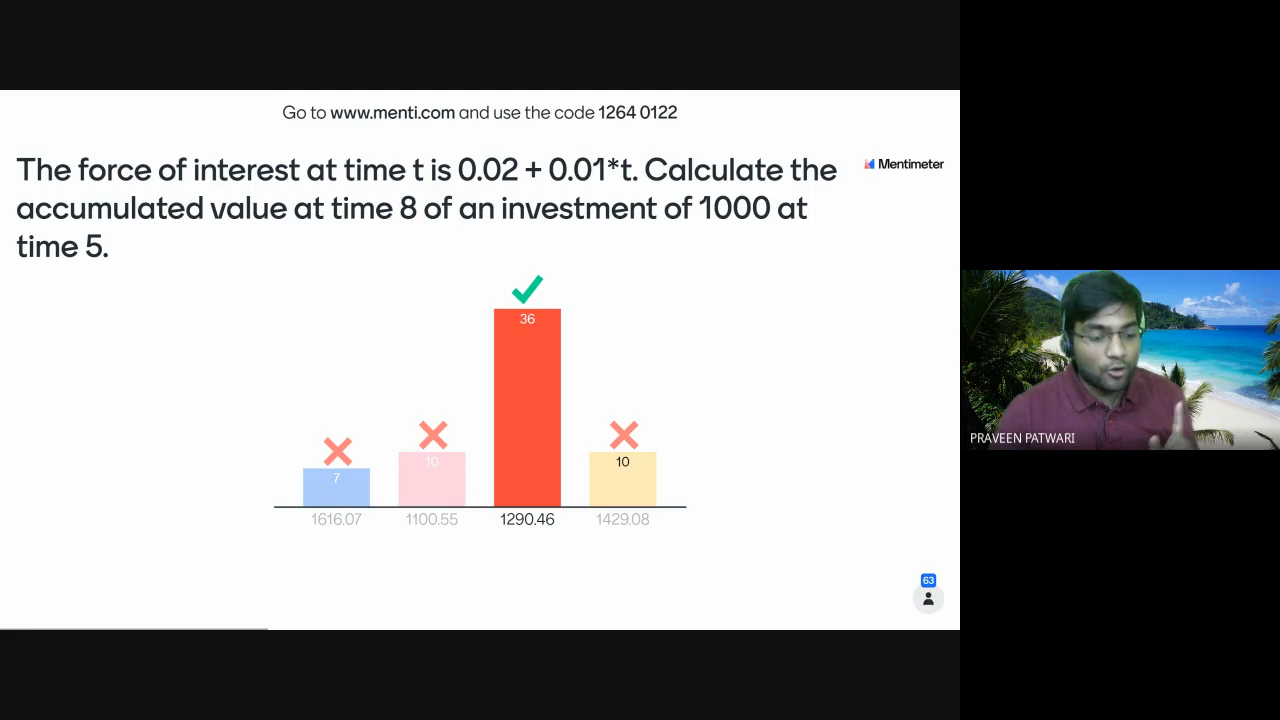 Go to www.menti.com and use the code 1264 0122
The force of interest at time t is 0.02 + 0.01*t. Calculate the
accumulated value at time 8 of an investment of 1000 at
time 5.
Mentimeter
36
10
10
7
1616.07
1100.55
1290.46
1429.08
63
PRAVEEN PATWARI